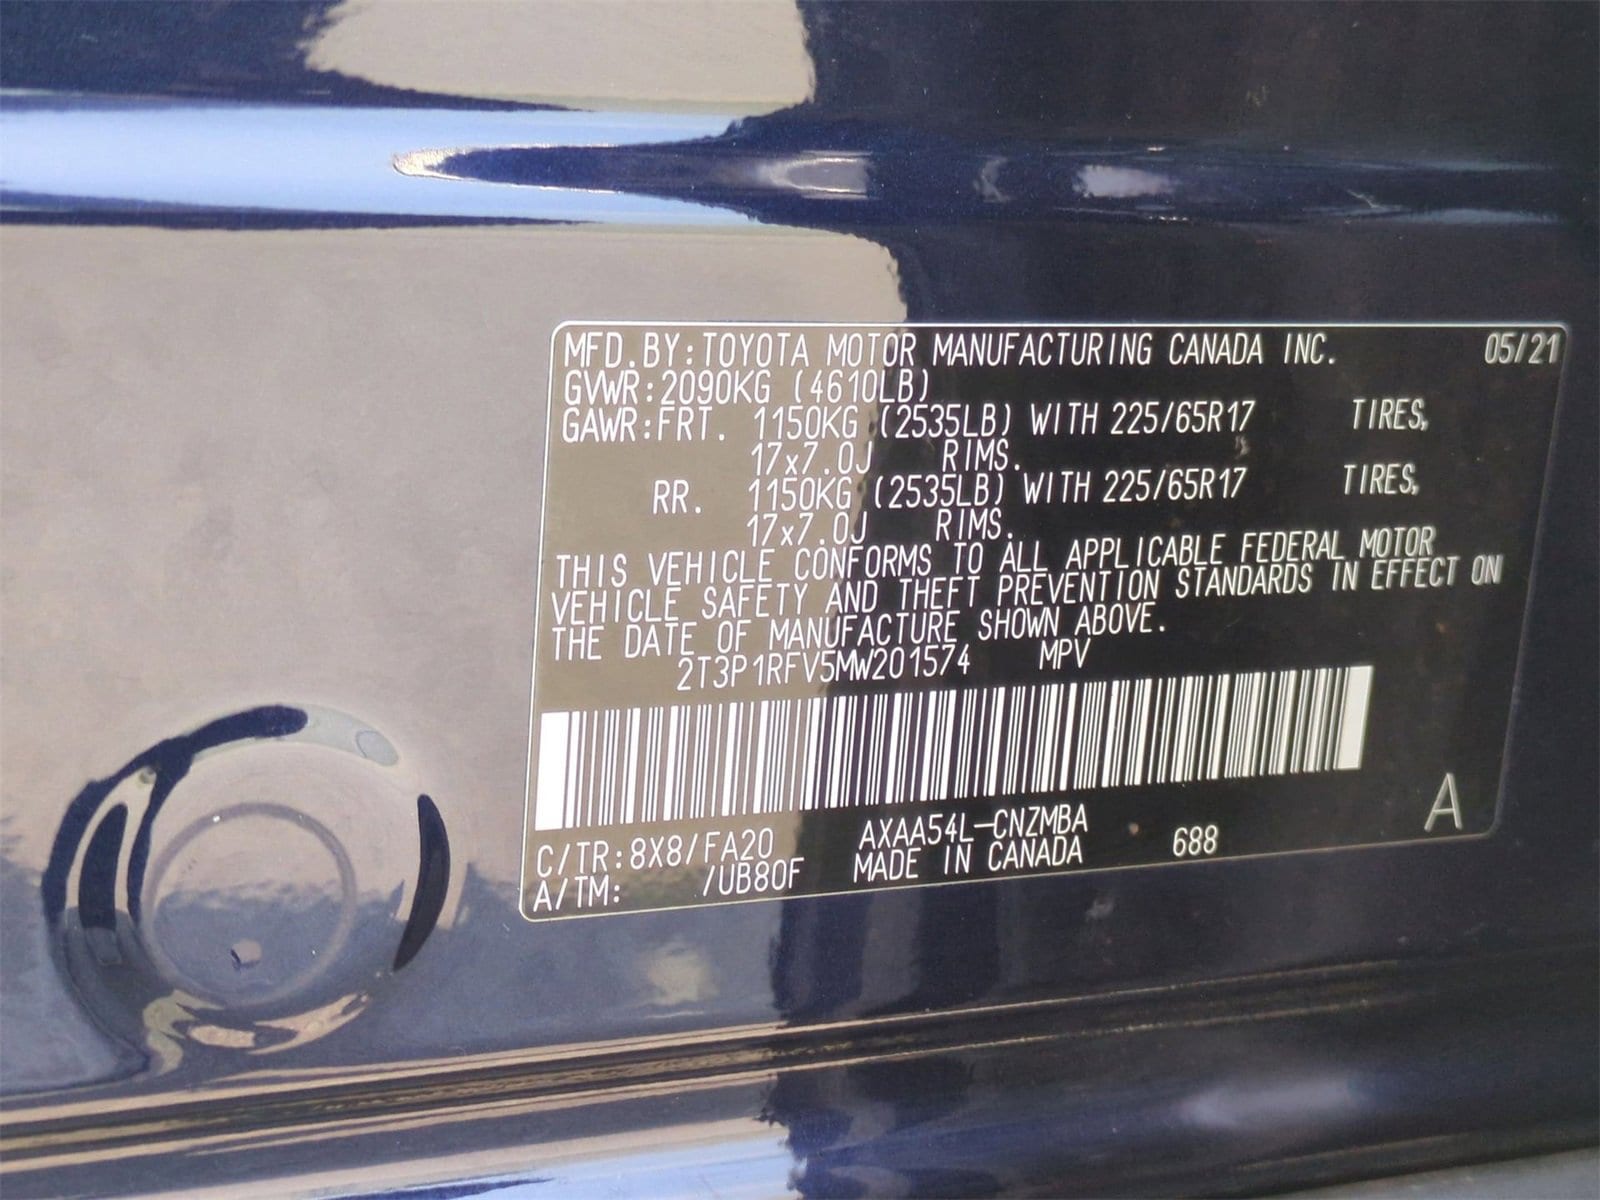 MFD.BY:TOYOTA MOTOR MANUFACTURING CANADA INC. 05/21
GVWR:2090KG (4610LB)
GAWR:FRT. 1150KG (2535LB) WITH 225/65R17 TIRES,
17x7.0J RIMS.
RR. 1150KG (2535LB) WITH 225/65R17 TIRES,
17x7.0J RIMS.
THIS VEHICLE CONFORMS TO ALL APPLICABLE FEDERAL MOTOR
VEHICLE SAFETY AND THEFT PREVENTION STANDARDS IN EFFECT ON
THE DATE OF MANUFACTURE SHOWN ABOVE.
2T3P1RFV5MW201574 MPV
A
C/TR:8X8/FA20 AXAA54L-CNZMBA 688
A/TM: /UB80F MADE IN CANADA